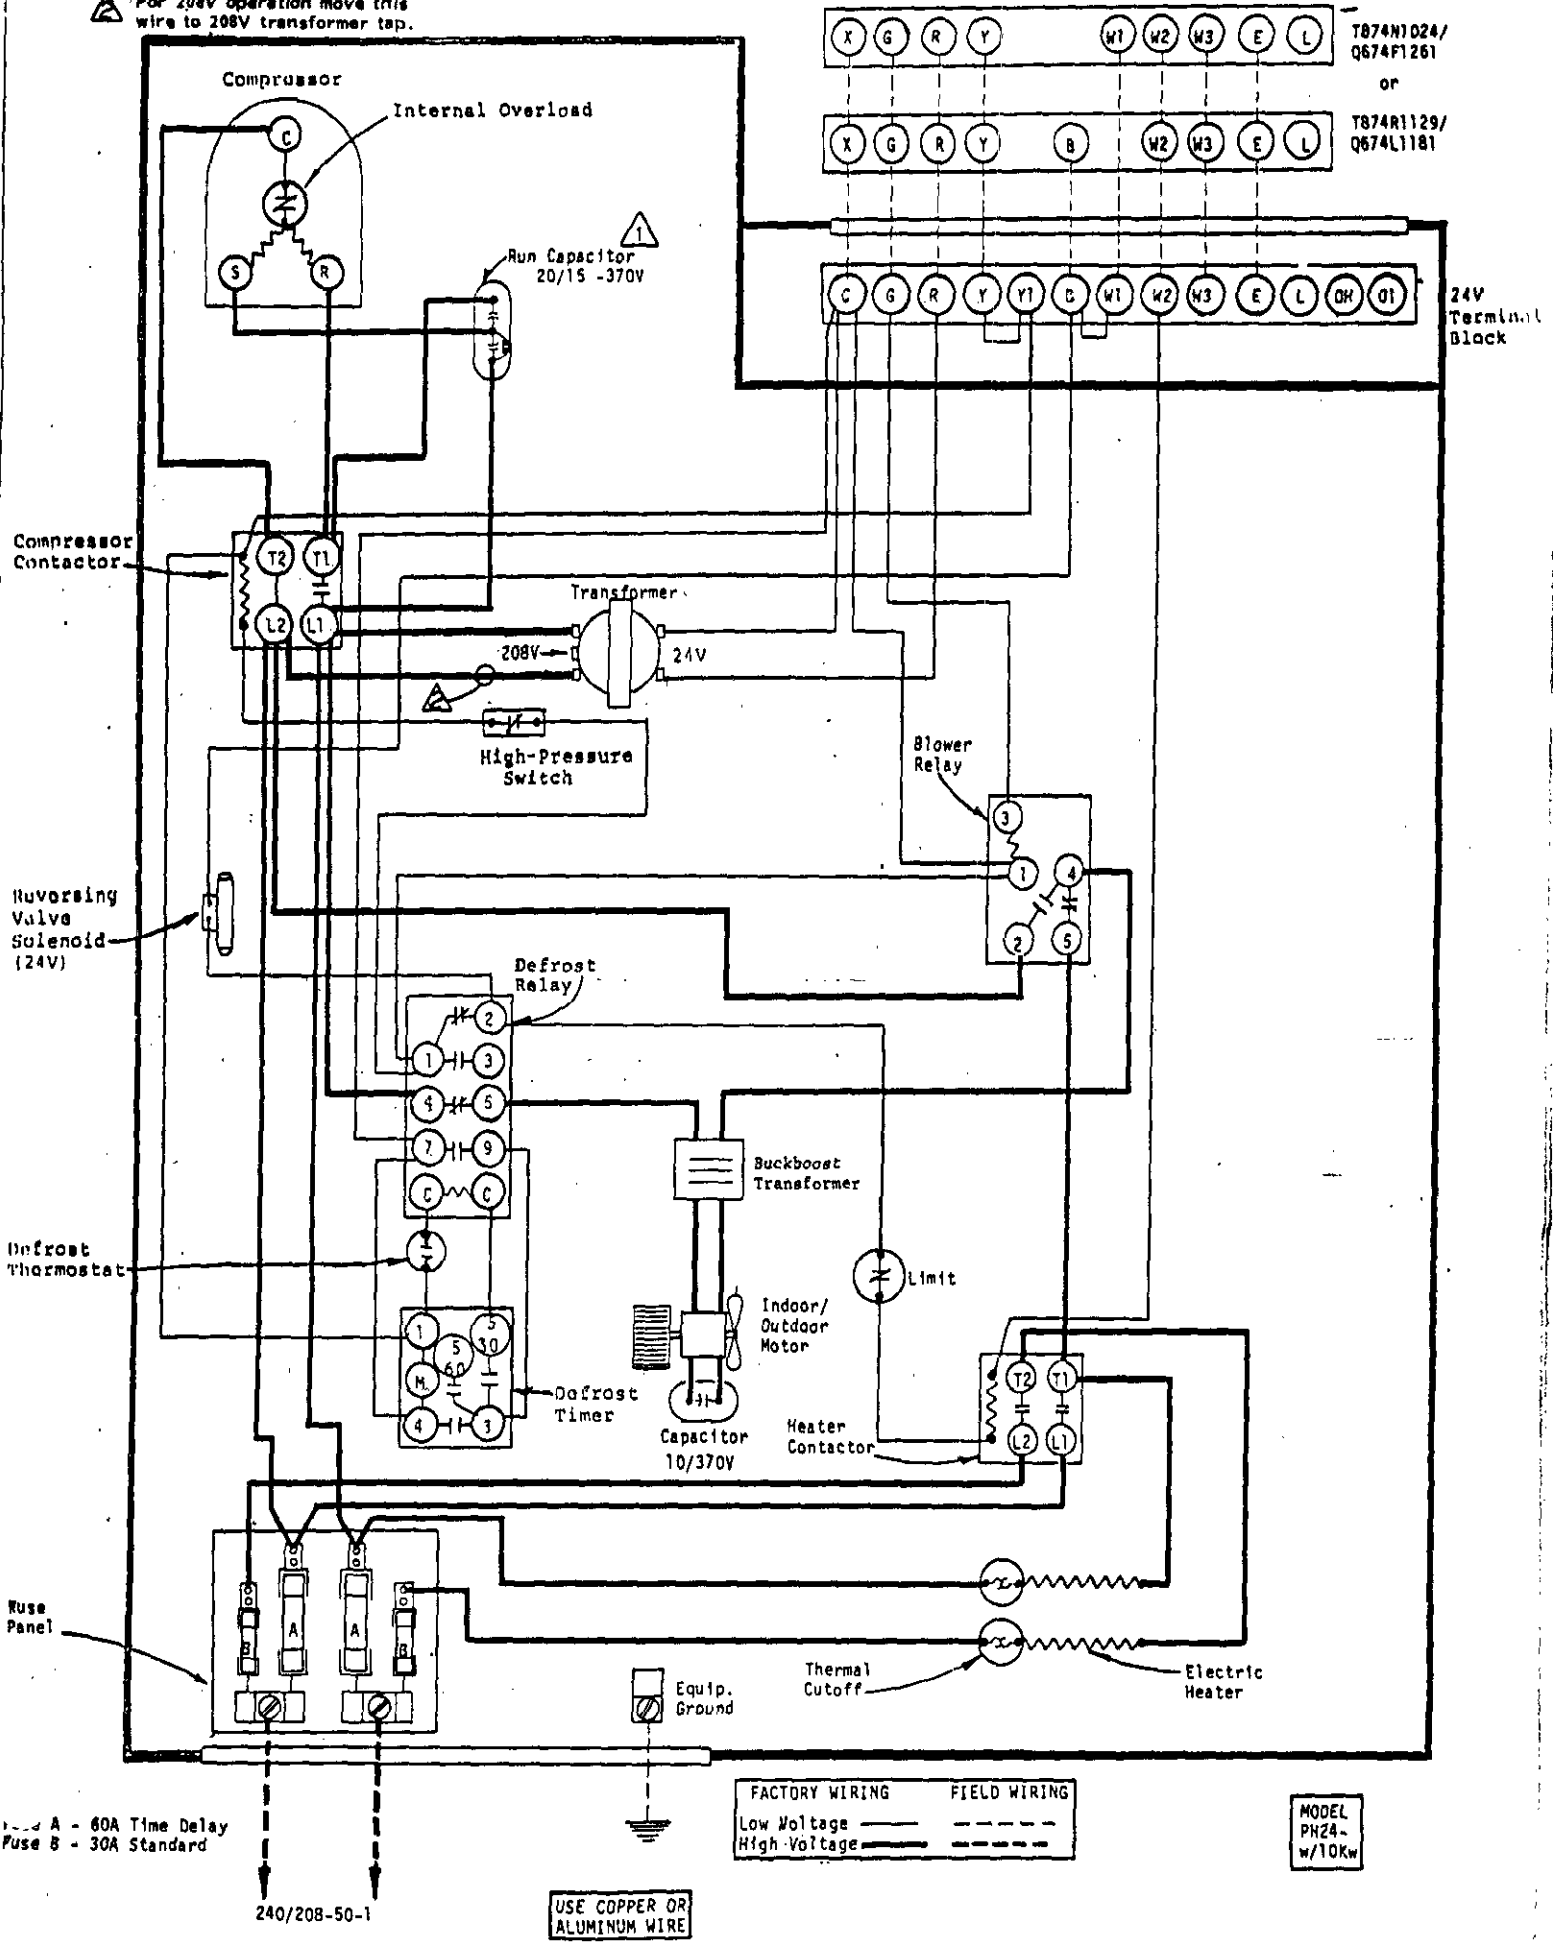 For 208V operation move this
wire to 208V transformer tap.
X G R Y W1 W2 W3 E L
T874N1024/
Q674F1261
or
X G R Y B W2 W3 E L
T874R1129/
Q674L1181
Compressor
Internal Overload
C
S
R
1
Run Capacitor
20/15 -370V
C G R Y Y1 B W1 W2 W3 E L
24V
Terminal
Block
Compressor
Contactor
T2 T1
L2 L1
Transformer
208V
24V
High-Pressure
Switch
Blower
Relay
3
1 4
2 5
Reversing
Valve
Solenoid
(24V)
Defrost
Relay
2
1 3
4 5
7 9
C C
Buckboost
Transformer
Defrost
Thermostat
Limit
Indoor/
Outdoor
Motor
1
S
30
S
60
M
4 3
Defrost
Timer
Capacitor
10/370V
Heater
Contactor
T2 T1
L2 L1
Fuse
Panel
B A A B
Thermal
Cutoff
Electric
Heater
Equip.
Ground
A - 60A Time Delay
Fuse B - 30A Standard
240/208-50-1
FACTORY WIRING FIELD WIRING
Low Voltage
High Voltage
USE COPPER OR
ALUMINUM WIRE
MODEL
PH24-
w/10Kw